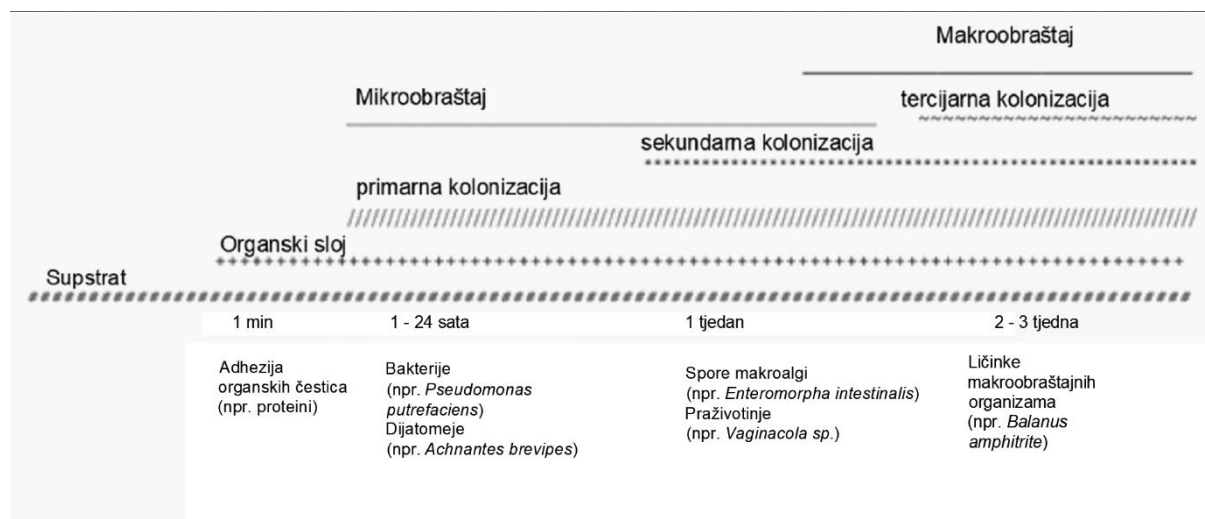 Makroobraštaj
Mikroobraštaj
tercijarna kolonizacija
sekundarna kolonizacija
primarna kolonizacija
Organski sloj
Supstrat
1 min
1 - 24 sata
1 tjedan
2 - 3 tjedna
Adhezija
organskih čestica
(npr. proteini)
Bakterije
(npr. Pseudomonas
putrefaciens)
Dijatomeje
(npr. Achnantes brevipes)
Spore makroalgi
(npr. Enteromorpha intestinalis)
Praživotinje
(npr. Vaginacola sp.)
Ličinke
makroobraštajnih
organizama
(npr. Balanus
amphitrite)